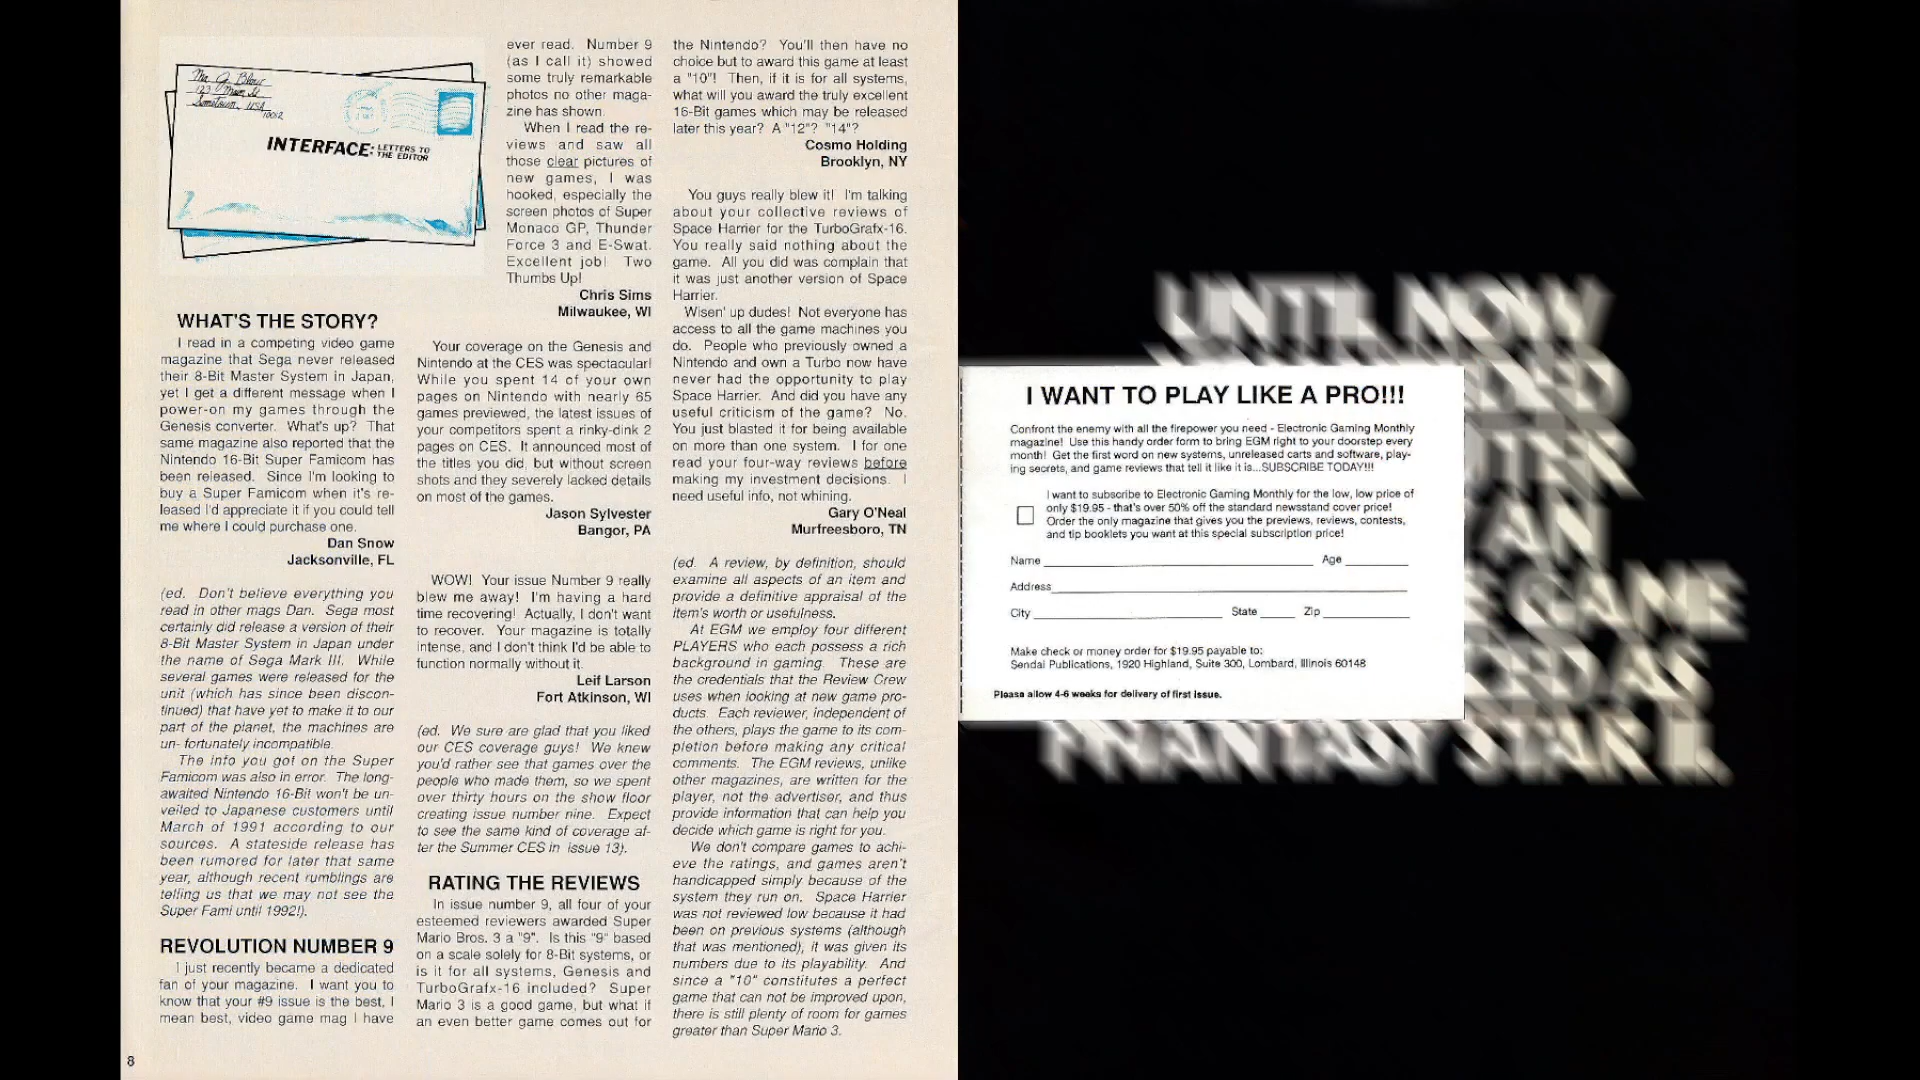 Mr. J. Blow
123 Main St
Sometown, USA
INTERFACE: LETTERS TO
THE EDITOR
WHAT'S THE STORY?
I read in a competing video game
magazine that Sega never released
their 8-Bit Master System in Japan,
yet I get a different message when I
power-on my games through the
Genesis converter. What's up? That
same magazine also reported that the
Nintendo 16-Bit Super Famicom has
been released. Since I'm looking to
buy a Super Famicom when it's re-
leased I'd appreciate it if you could tell
me where I could purchase one.
Dan Snow
Jacksonville, FL
(ed. Don't believe everything you
read in other mags Dan. Sega most
certainly did release a version of their
8-Bit Master System in Japan under
the name of Sega Mark III. While
several games were released for the
unit (which has since been discon-
tinued) that have yet to make it to our
part of the planet, the machines are
un- fortunately incompatible.
The info you got on the Super
Famicom was also in error. The long-
awaited Nintendo 16-Bit won't be un-
veiled to Japanese customers until
March of 1991 according to our
sources. A stateside release has
been rumored for later that same
year, although recent rumblings are
telling us that we may not see the
Super Fami until 1992!).
REVOLUTION NUMBER 9
I just recently became a dedicated
fan of your magazine. I want you to
know that your #9 issue is the best, I
mean best, video game mag I have
8
ever read. Number 9
(as I call it) showed
some truly remarkable
photos no other maga-
zine has shown.
When I read the re-
views and saw all
those clear pictures of
new games, I was
hooked, especially the
screen photos of Super
Monaco GP, Thunder
Force 3 and E-Swat.
Excellent job! Two
Thumbs Up!
Chris Sims
Milwaukee, WI
Your coverage on the Genesis and
Nintendo at the CES was spectacular!
While you spent 14 of your own
pages on Nintendo with nearly 65
games previewed, the latest issues of
your competitors spent a rinky-dink 2
pages on CES. It announced most of
the titles you did, but without screen
shots and they severely lacked details
on most of the games.
Jason Sylvester
Bangor, PA
WOW! Your issue Number 9 really
blew me away! I'm having a hard
time recovering! Actually, I don't want
to recover. Your magazine is totally
intense, and I don't think I'd be able to
function normally without it.
Leif Larson
Fort Atkinson, WI
(ed. We sure are glad that you liked
our CES coverage guys! We knew
you'd rather see that games over the
people who made them, so we spent
over thirty hours on the show floor
creating issue number nine. Expect
to see the same kind of coverage af-
ter the Summer CES in issue 13).
RATING THE REVIEWS
In issue number 9, all four of your
esteemed reviewers awarded Super
Mario Bros. 3 a "9". Is this "9" based
on a scale solely for 8-Bit systems, or
is it for all systems, Genesis and
TurboGrafx-16 included? Super
Mario 3 is a good game, but what if
an even better game comes out for
the Nintendo? You'll then have no
choice but to award this game at least
a "10"! Then, if it is for all systems,
what will you award the truly excellent
16-Bit games which may be released
later this year? A "12"? "14"?
Cosmo Holding
Brooklyn, NY
You guys really blew it! I'm talking
about your collective reviews of
Space Harrier for the TurboGrafx-16.
You really said nothing about the
game. All you did was complain that
it was just another version of Space
Harrier.
Wisen' up dudes! Not everyone has
access to all the game machines you
do. People who previously owned a
Nintendo and own a Turbo now have
never had the opportunity to play
Space Harrier. And did you have any
useful criticism of the game? No.
You just blasted it for being available
on more than one system. I for one
read your four-way reviews before
making my investment decisions. I
need useful info, not whining.
Gary O'Neal
Murfreesboro, TN
(ed. A review, by definition, should
examine all aspects of an item and
provide a definitive appraisal of the
item's worth or usefulness.
At EGM we employ four different
PLAYERS who each possess a rich
background in gaming. These are
the credentials that the Review Crew
uses when looking at new game pro-
ducts. Each reviewer, independent of
the others, plays the game to its com-
pletion before making any critical
comments. The EGM reviews, unlike
other magazines, are written for the
player, not the advertiser, and thus
provide information that can help you
decide which game is right for you.
We don't compare games to achi-
eve the ratings, and games aren't
handicapped simply because of the
system they run on. Space Harrier
was not reviewed low because it had
been on previous systems (although
that was mentioned), it was given its
numbers due to its playability. And
since a "10" constitutes a perfect
game that can not be improved upon,
there is still plenty of room for games
greater than Super Mario 3.
UNTIL NOW
I WANT TO PLAY LIKE A PRO!!!
Confront the enemy with all the firepower you need - Electronic Gaming Monthly
magazine! Use this handy order form to bring EGM right to your doorstep every
month! Get the first word on new systems, unreleased carts and software, play-
ing secrets, and game reviews that tell it like it is...SUBSCRIBE TODAY!!!
I want to subscribe to Electronic Gaming Monthly for the low, low price of
only $19.95 - that's over 50% off the standard newsstand cover price!
Order the only magazine that gives you the previews, reviews, contests,
and tip booklets you want at this special subscription price!
Name Age
Address
City State Zip
Make check or money order for $19.95 payable to:
Sendai Publications, 1920 Highland, Suite 300, Lombard, Illinois 60148
Please allow 4-6 weeks for delivery of first issue.
AN
GAME
AS
PHANTASY STAR II.